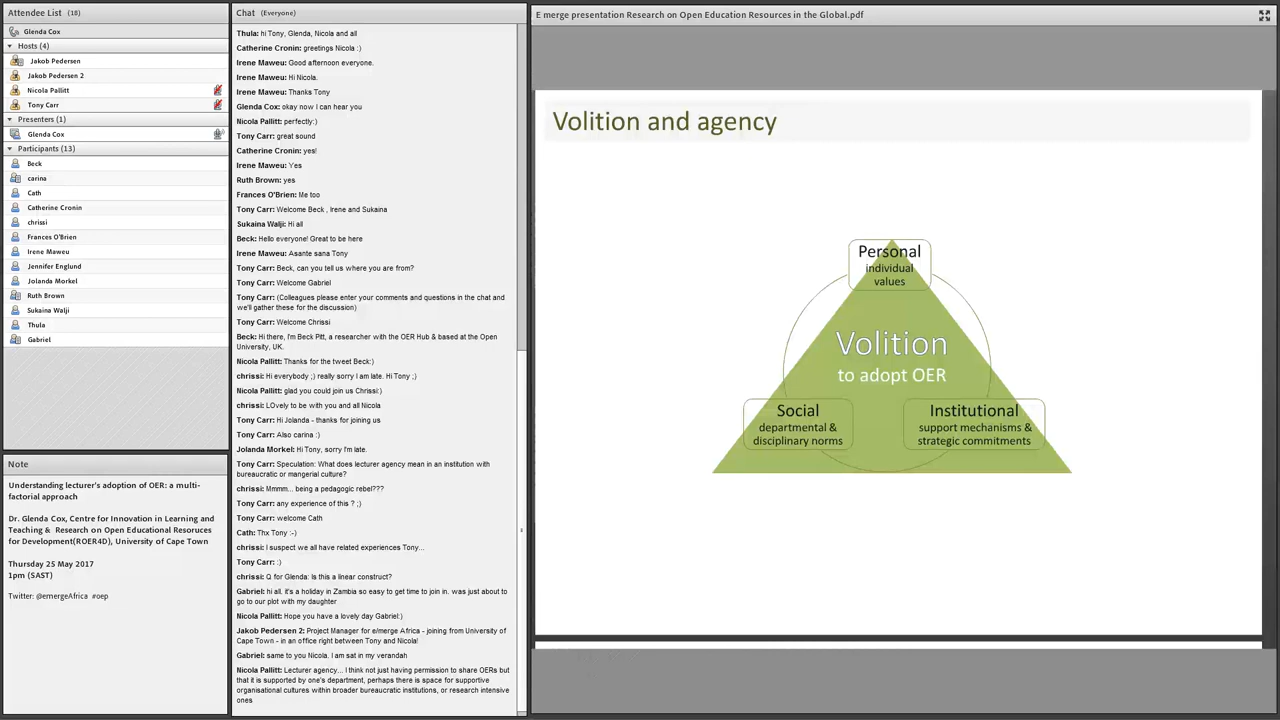 Attendee List (18)
Glenda Cox
Hosts (4)
Jakob Pedersen
Jakob Pedersen 2
Nicola Pallitt
Tony Carr
Presenters (1)
Glenda Cox
Participants (13)
Beck
carina
Cath
Catherine Cronin
chrissi
Frances O'Brien
Irene Maweu
Jennifer Englund
Jolanda Morkel
Ruth Brown
Sukaina Walji
Thula
Gabriel
Note
Understanding lecturer's adoption of OER: a multi-
factorial approach
Dr. Glenda Cox, Centre for Innovation in Learning and
Teaching & Research on Open Educational Resoruces
for Development(ROER4D), University of Cape Town
Thursday 25 May 2017
1pm (SAST)
Twitter: @emergeAfrica #oep
Chat (Everyone)
Thula: hi Tony, Glenda, Nicola and all
Catherine Cronin: greetings Nicola :)
Irene Maweu: Good afternoon everyone.
Irene Maweu: Hi Nicola.
Irene Maweu: Thanks Tony
Glenda Cox: okay now I can hear you
Nicola Pallitt: perfectly:)
Tony Carr: great sound
Catherine Cronin: yes!
Irene Maweu: Yes
Ruth Brown: yes
Frances O'Brien: Me too
Tony Carr: Welcome Beck , Irene and Sukaina
Sukaina Walji: Hi all
Beck: Hello everyone! Great to be here
Irene Maweu: Asante sana Tony
Tony Carr: Beck, can you tell us where you are from?
Tony Carr: Welcome Gabriel
Tony Carr: (Colleagues please enter your comments and questions in the chat and
we'll gather these for the discussion)
Tony Carr: Welcome Chrissi
Beck: Hi there, I'm Beck Pitt, a researcher with the OER Hub & based at the Open
University, UK.
Nicola Pallitt: Thanks for the tweet Beck:)
chrissi: Hi everybody ;) really sorry I am late. Hi Tony ;)
Nicola Pallitt: glad you could join us Chrissi:)
chrissi: LOvely to be with you and all Nicola
Tony Carr: Hi Jolanda - thanks for joining us
Tony Carr: Also carina :)
Jolanda Morkel: Hi Tony, sorry I'm late.
Tony Carr: Speculation: What does lecturer agency mean in an institution with
bureaucratic or mangerial culture?
chrissi: Mmmm... being a pedagogic rebel???
Tony Carr: any experience of this ? ;)
Tony Carr: welcome Cath
Cath: Thx Tony :-)
chrissi: I suspect we all have related experiences Tony...
Tony Carr: :)
chrissi: Q for Glenda: Is this a linear construct?
Gabriel: hi all. it's a holiday in Zambia so easy to get time to join in. was just about to
go to our plot with my daughter
Nicola Pallitt: Hope you have a lovely day Gabriel:)
Jakob Pedersen 2: Project Manager for e/merge Africa - joining from University of
Cape Town - in an office right between Tony and Nicola!
Gabriel: same to you Nicola. I am sat in my verandah
Nicola Pallitt: Lecturer agency... I think not just having permission to share OERs but
that it is supported by one's department, perhaps there is space for supportive
organisational cultures within broader bureaucratic institutions, or research intensive
ones
E merge presentation Research on Open Education Resources in the Global.pdf
Volition and agency
Personal
individual
values
Volition
to adopt OER
Social
departmental &
disciplinary norms
Institutional
support mechanisms &
strategic commitments